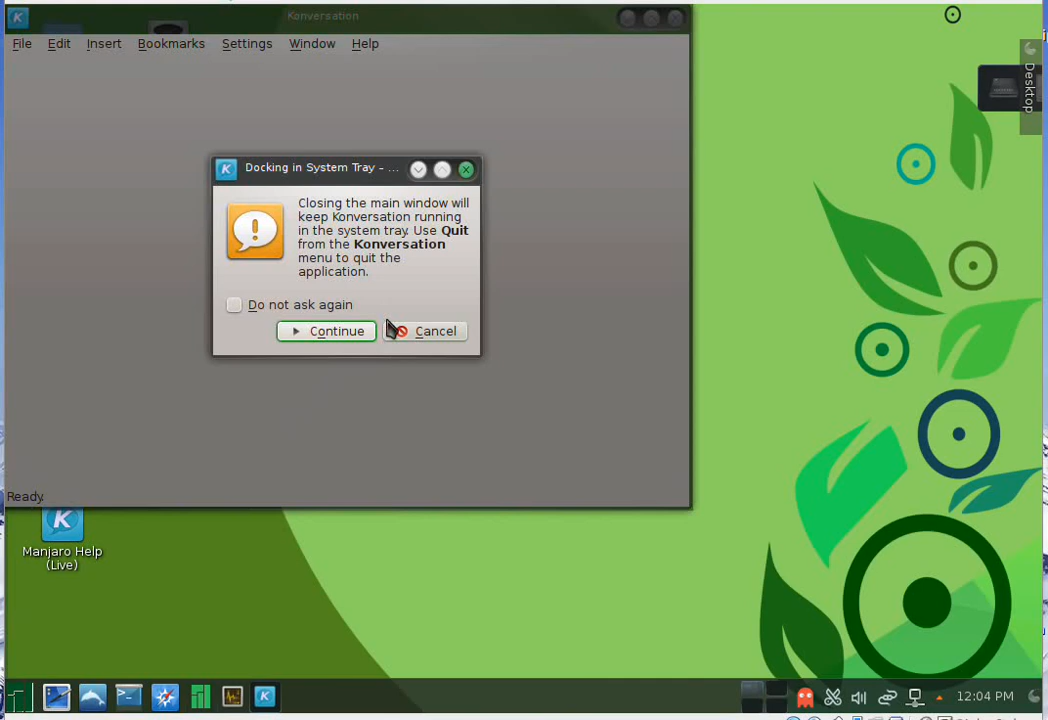 Konversation
File Edit Insert Bookmarks Settings Window Help
Desktop
Docking in System Tray - ...
Closing the main window will
keep Konversation running
in the system tray. Use Quit
from the Konversation
menu to quit the
application.
Do not ask again
Continue Cancel
Ready.
Manjaro Help
(Live)
12:04 PM